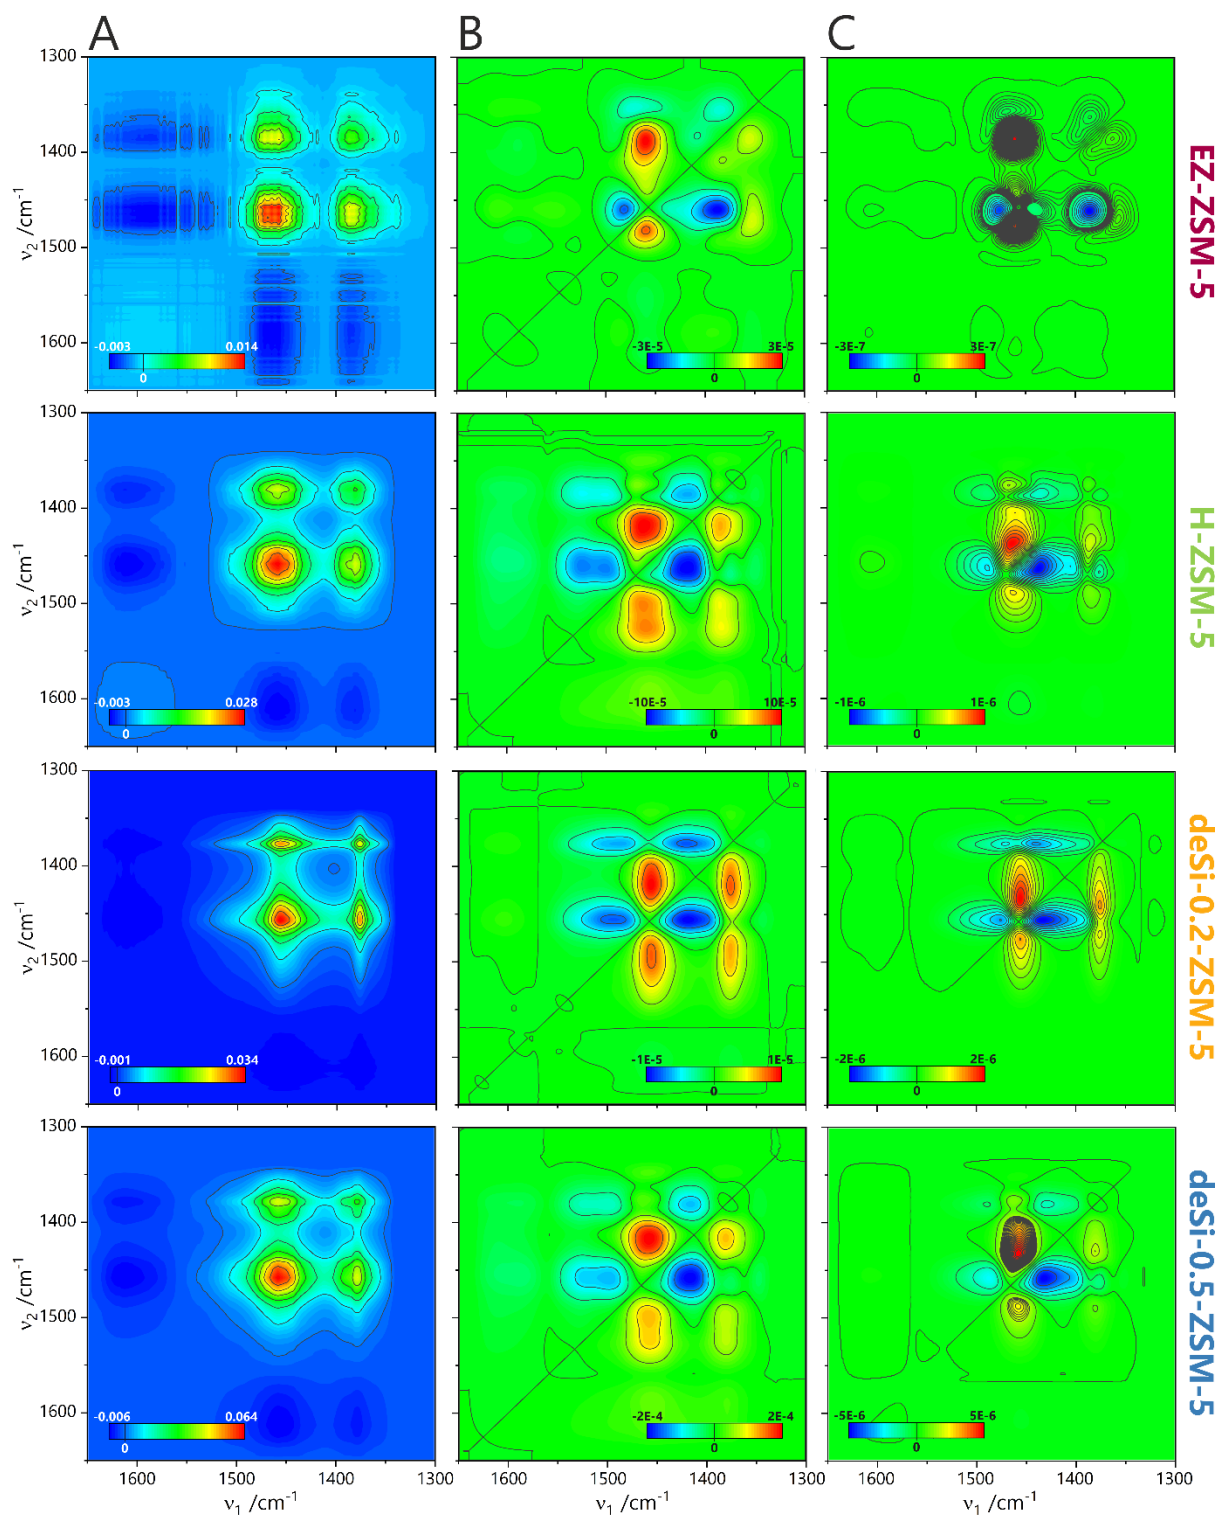 A B C
1300
1400
1500
1600
ν2 /cm-1
-0.003 0.014
0
-3E-5 3E-5
0
-3E-7 3E-7
0
EZ-ZSM-5
1300
1400
1500
1600
ν2 /cm-1
-0.003 0.028
0
-10E-5 10E-5
0
-1E-6 1E-6
0
H-ZSM-5
1300
1400
1500
1600
ν2 /cm-1
-0.001 0.034
0
-1E-5 1E-5
0
-2E-6 2E-6
0
deSi-0.2-ZSM-5
1300
1400
1500
1600
ν2 /cm-1
-0.006 0.064
0
-2E-4 2E-4
0
-5E-6 5E-6
0
deSi-0.5-ZSM-5
1600 1500 1400 1300 1600 1500 1400 1300 1600 1500 1400 1300
ν1 /cm-1 ν1 /cm-1 ν1 /cm-1